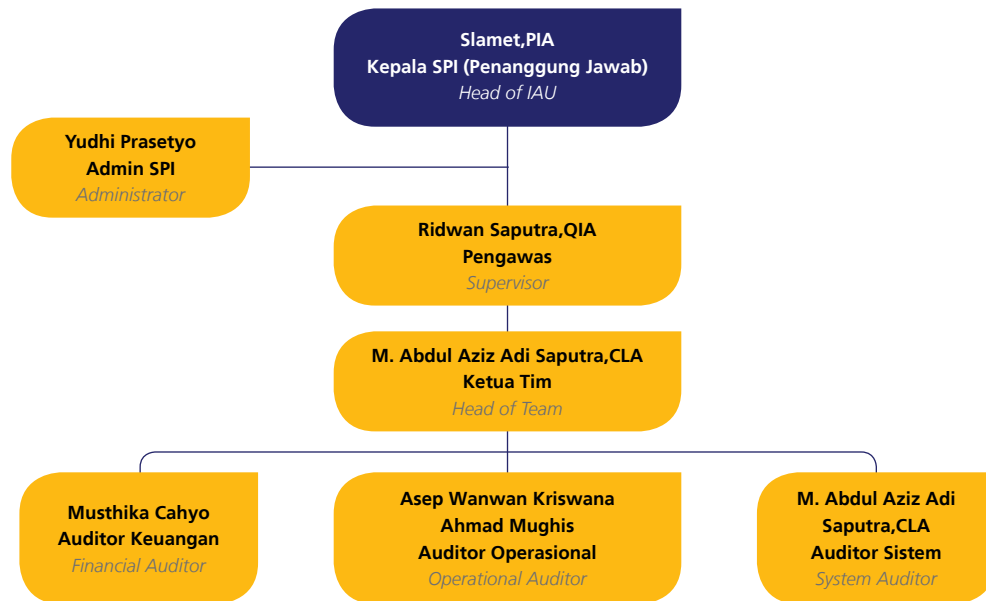 Slamet,PIA
Kepala SPI (Penanggung Jawab)
Head of IAU
Yudhi Prasetyo
Admin SPI
Administrator
Ridwan Saputra,QIA
Pengawas
Supervisor
M. Abdul Aziz Adi Saputra,CLA
Ketua Tim
Head of Team
Musthika Cahyo
Auditor Keuangan
Financial Auditor
Asep Wanwan Kriswana
Ahmad Mughis
Auditor Operasional
Operational Auditor
M. Abdul Aziz Adi
Saputra,CLA
Auditor Sistem
System Auditor